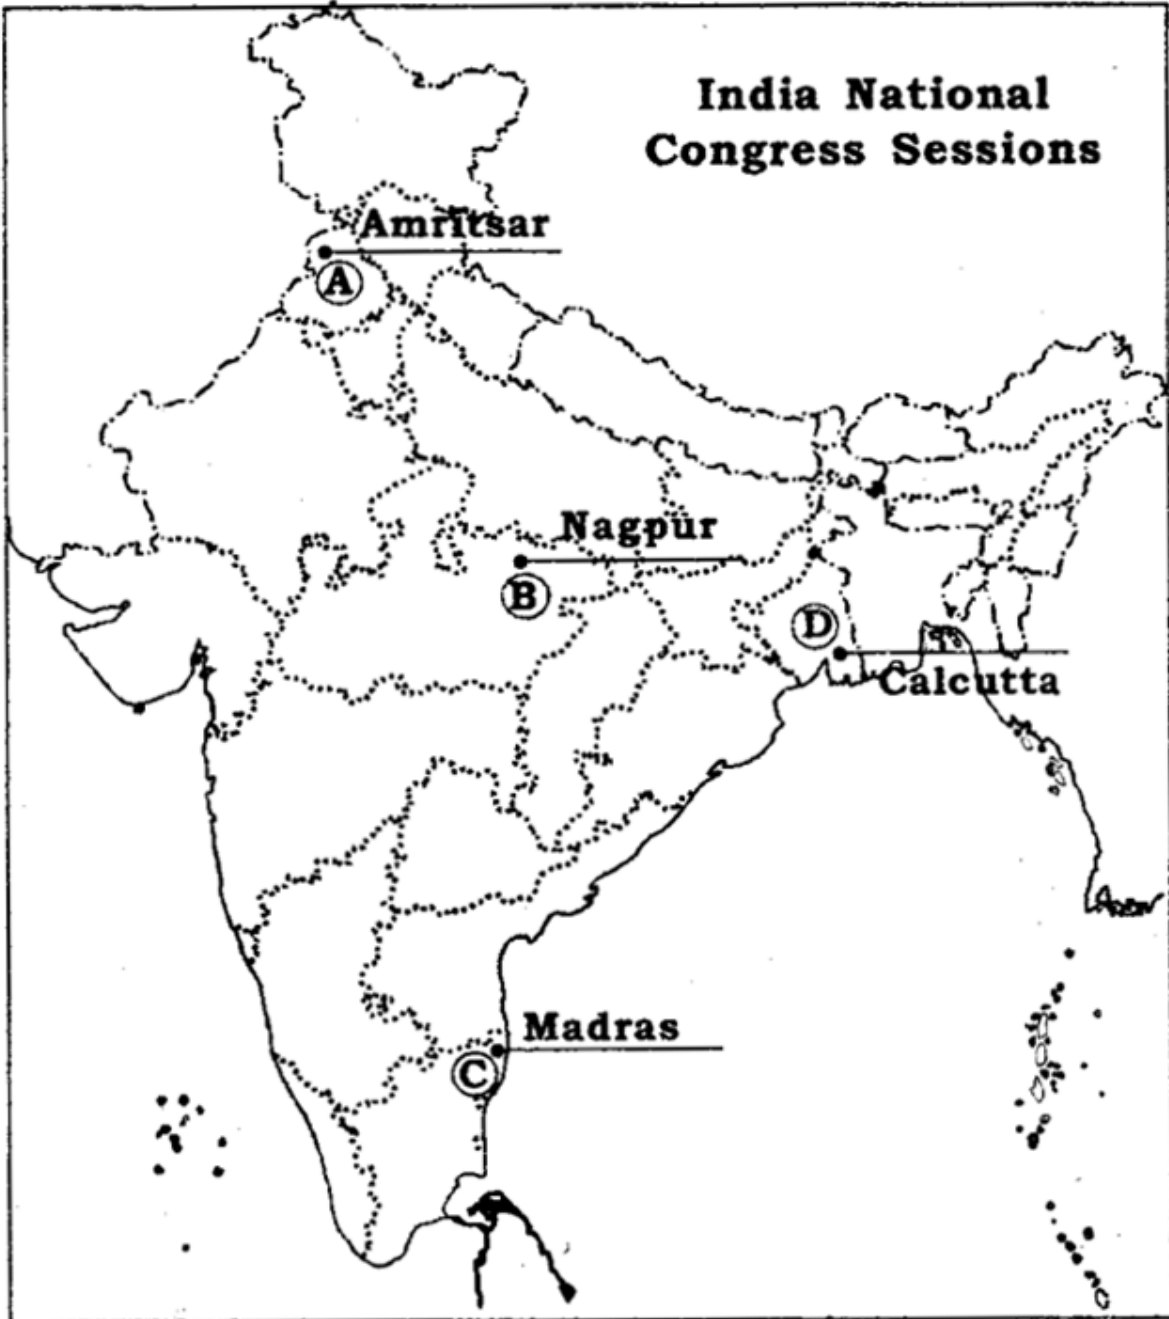 India National
Congress Sessions
Amritsar
A
Nagpur
B
D
Calcutta
Madras
C